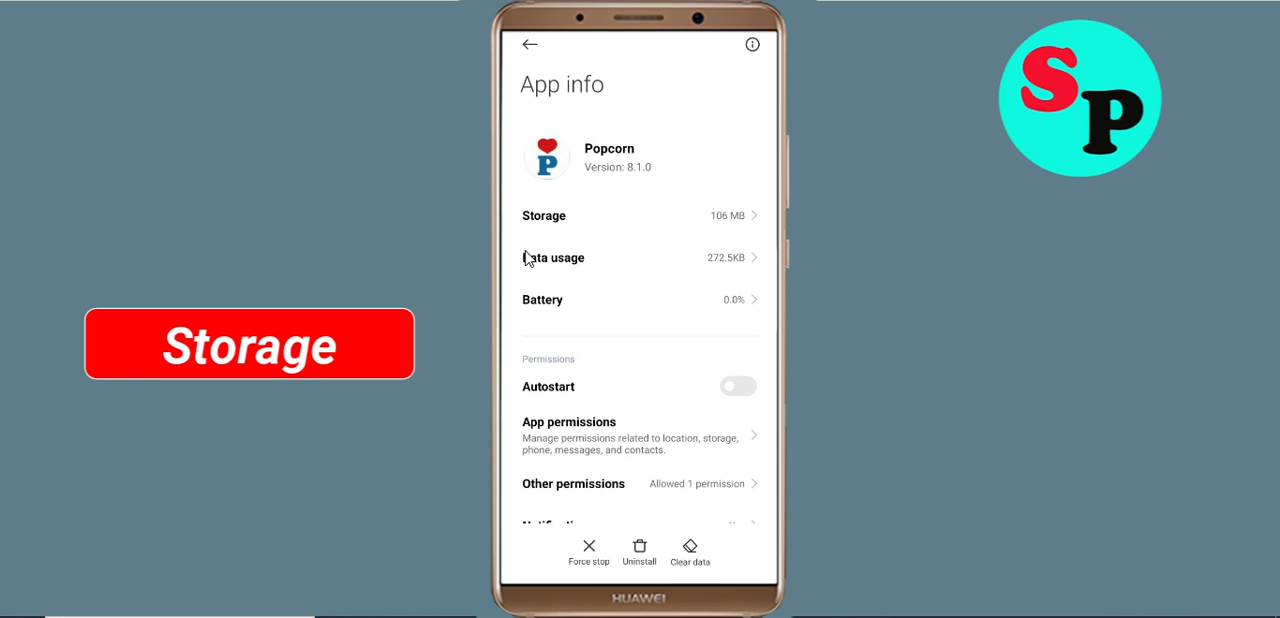 App info
P
Popcorn
Version: 8.1.0
Storage 106 MB
Data usage 272.5KB
Battery 0.0%
Permissions
Autostart
App permissions
Manage permissions related to location, storage,
phone, messages, and contacts.
Other permissions Allowed 1 permission
Force stop Uninstall Clear data
HUAWEI
Storage
SP